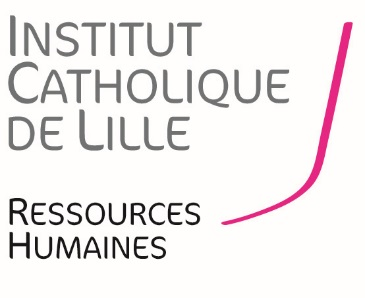 INSTITUT
CATHOLIQUE
DE LILLE
RESSOURCES
HUMAINES